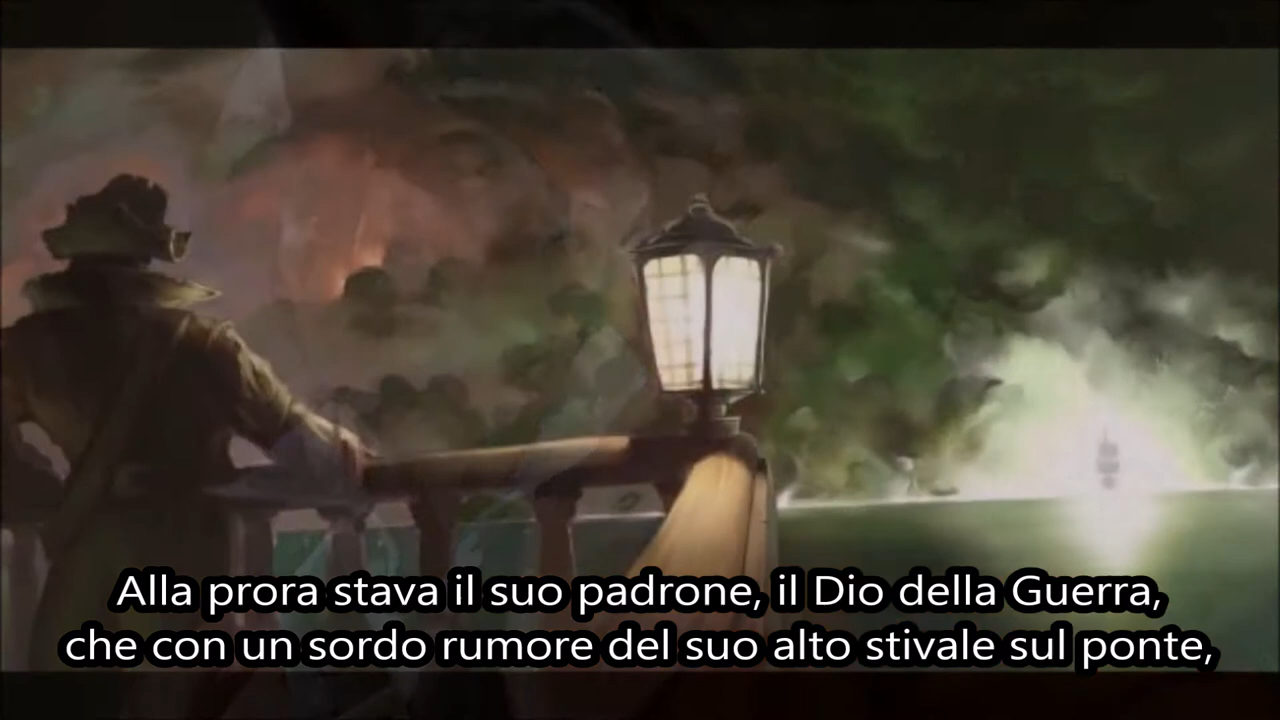 Alla prora stava il suo padrone, il Dio della Guerra,
che con un sordo rumore del suo alto stivale sul ponte,